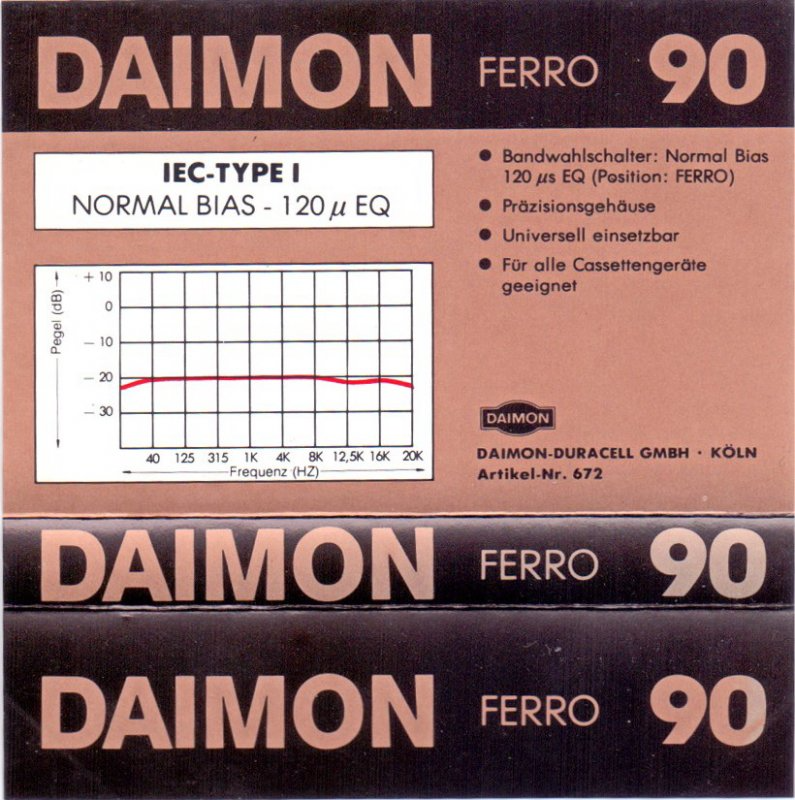 DAIMON FERRO 90
IEC-TYPE I
NORMAL BIAS - 120 µ EQ
● Bandwahlschalter: Normal Bias
120 µs EQ (Position: FERRO)
● Präzisionsgehäuse
● Universell einsetzbar
● Für alle Cassettengeräte
geeignet
Pegel (dB)
+ 10
0
– 10
– 20
– 30
40 125 315 1K 4K 8K 12,5K 16K 20K
Frequenz (HZ)
DAIMON
DAIMON-DURACELL GMBH · KÖLN
Artikel-Nr. 672
DAIMON FERRO 90
DAIMON FERRO 90